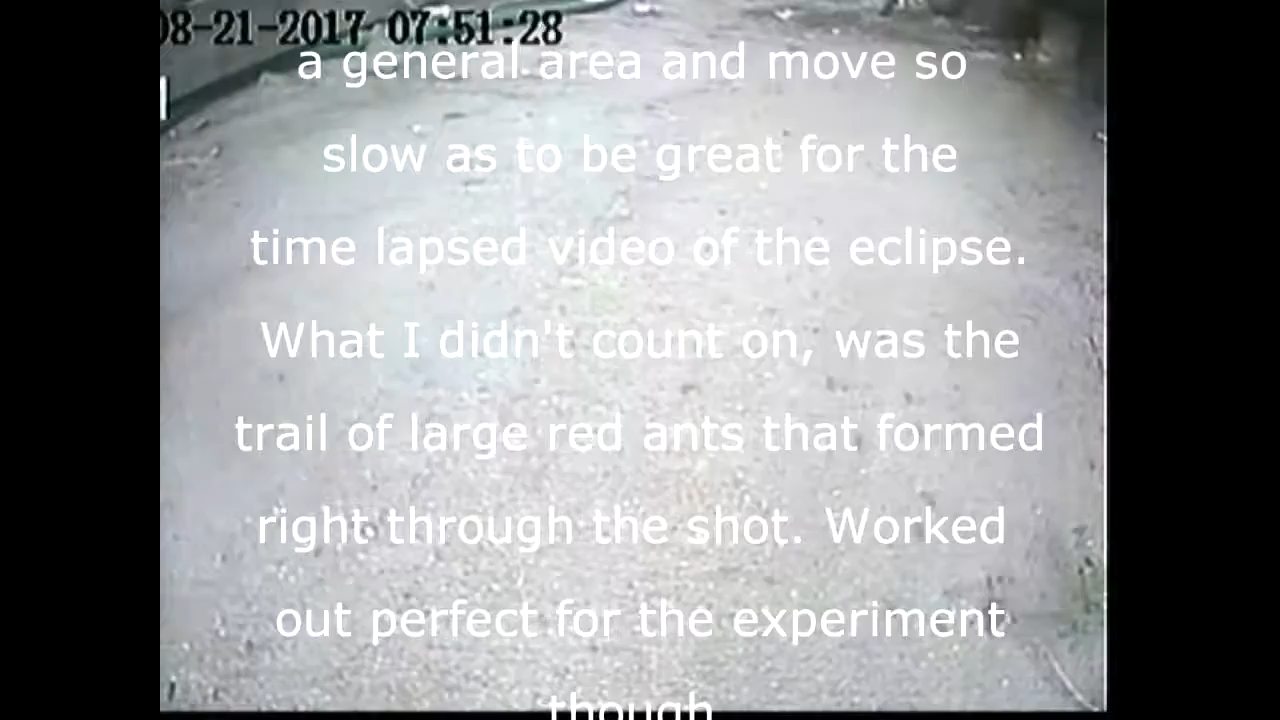 08-21-2017 07:51:28
a general area and move so
slow as to be great for the
time lapsed video of the eclipse.
What I didn't count on, was the
trail of large red ants that formed
right through the shot. Worked
out perfect for the experiment
though